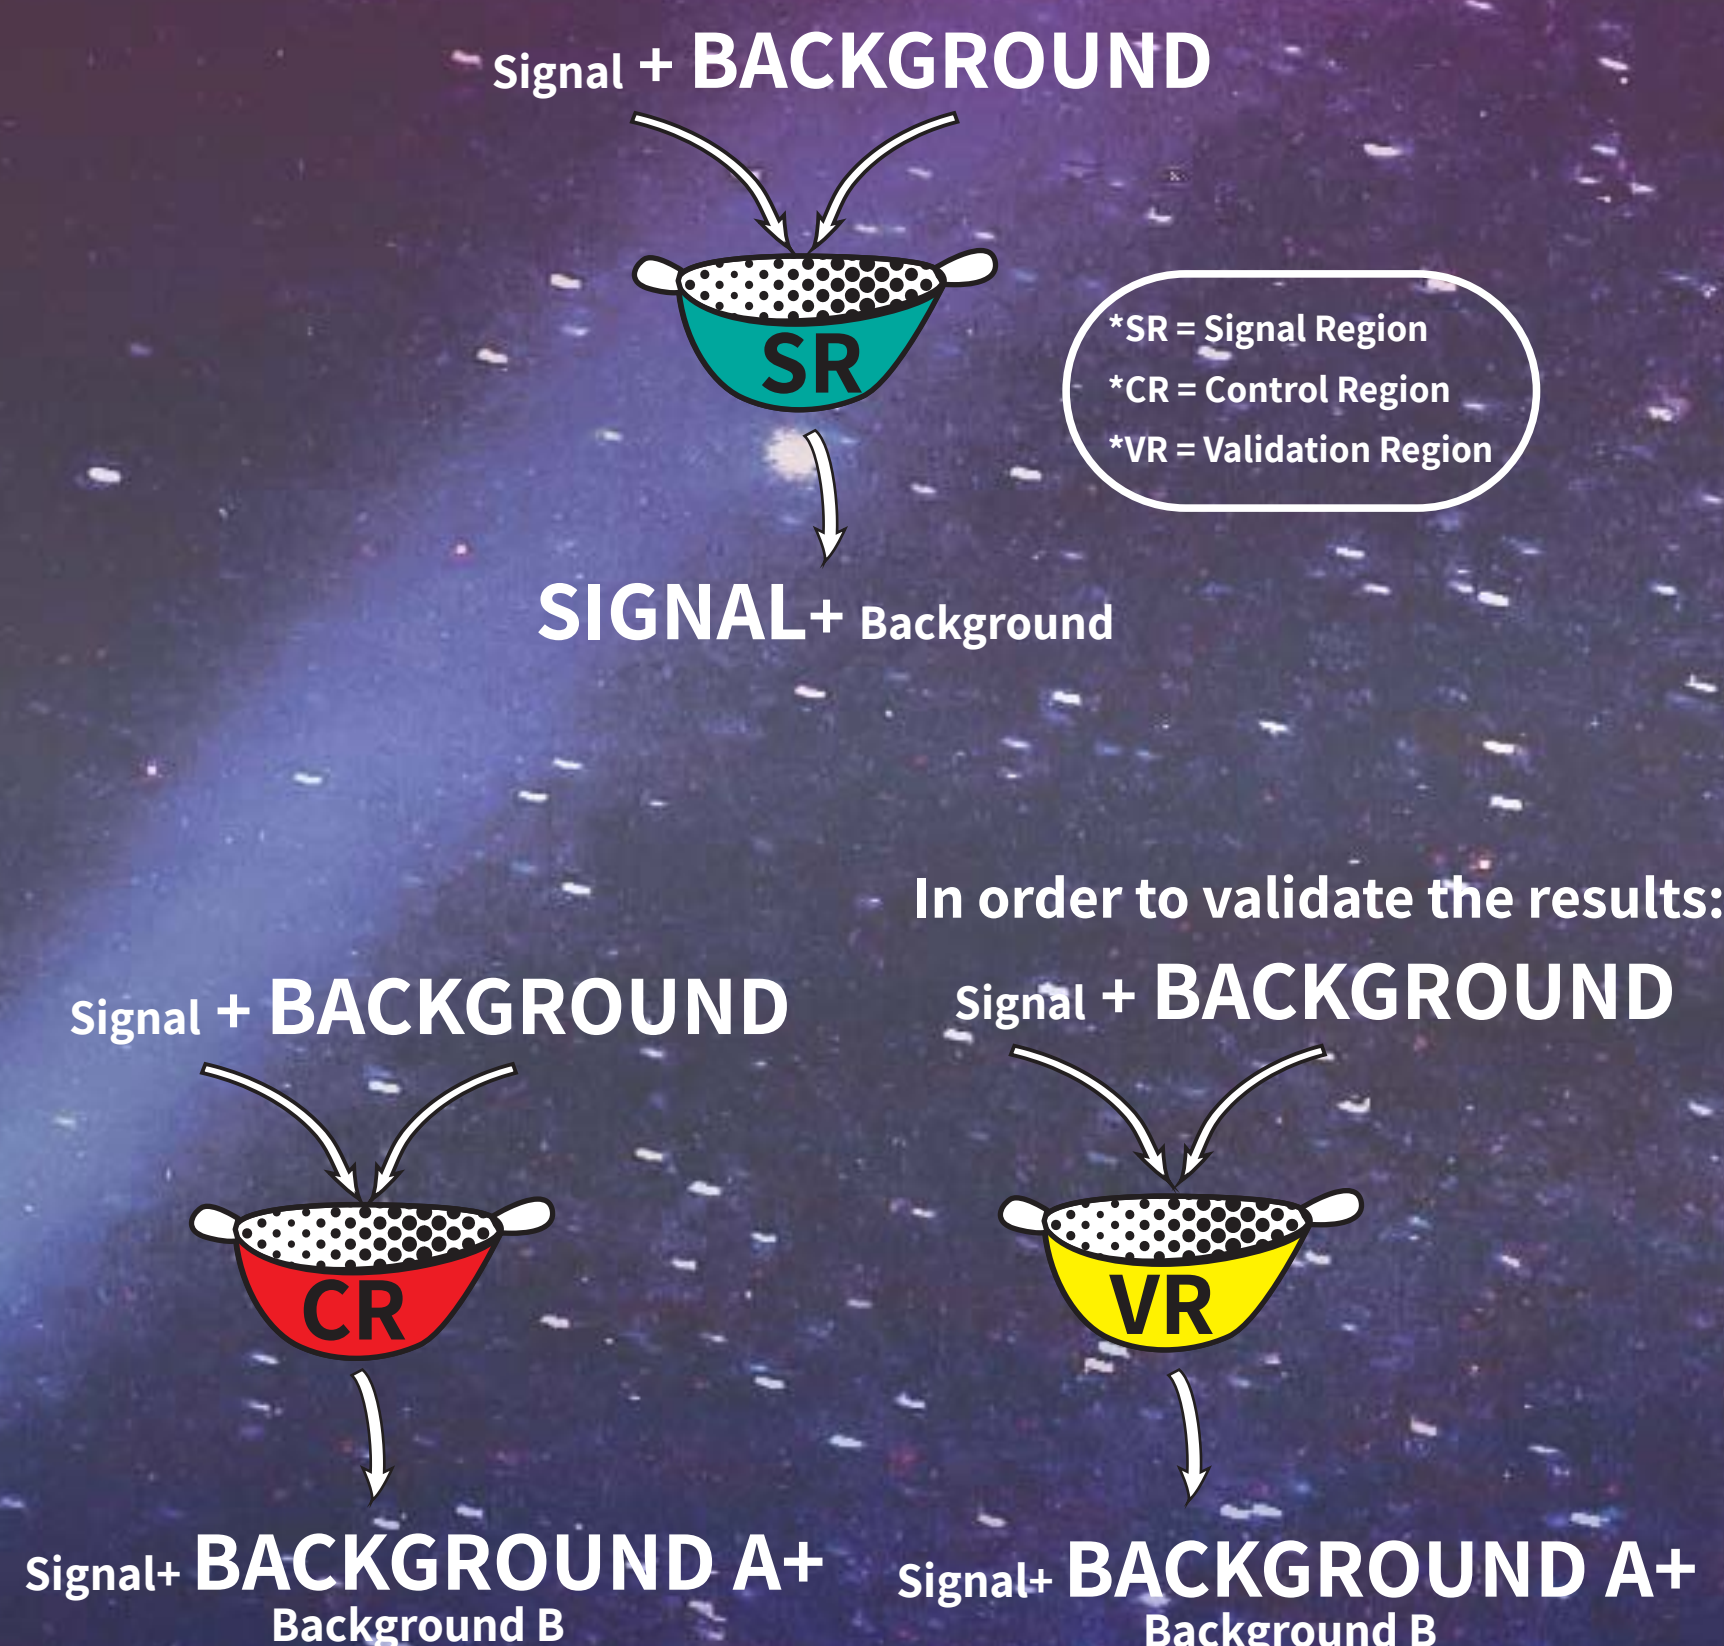 Signal + BACKGROUND
SR
*SR = Signal Region
*CR = Control Region
*VR = Validation Region
SIGNAL+ Background
Signal + BACKGROUND
CR
Signal+ BACKGROUND A+
Background B
In order to validate the results:
Signal + BACKGROUND
VR
Signal+ BACKGROUND A+
Background B